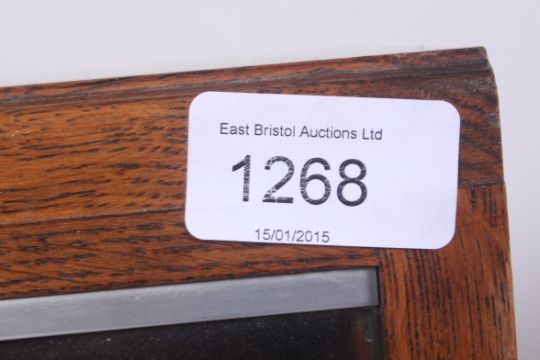 East Bristol Auctions Ltd
1268
15/01/2015